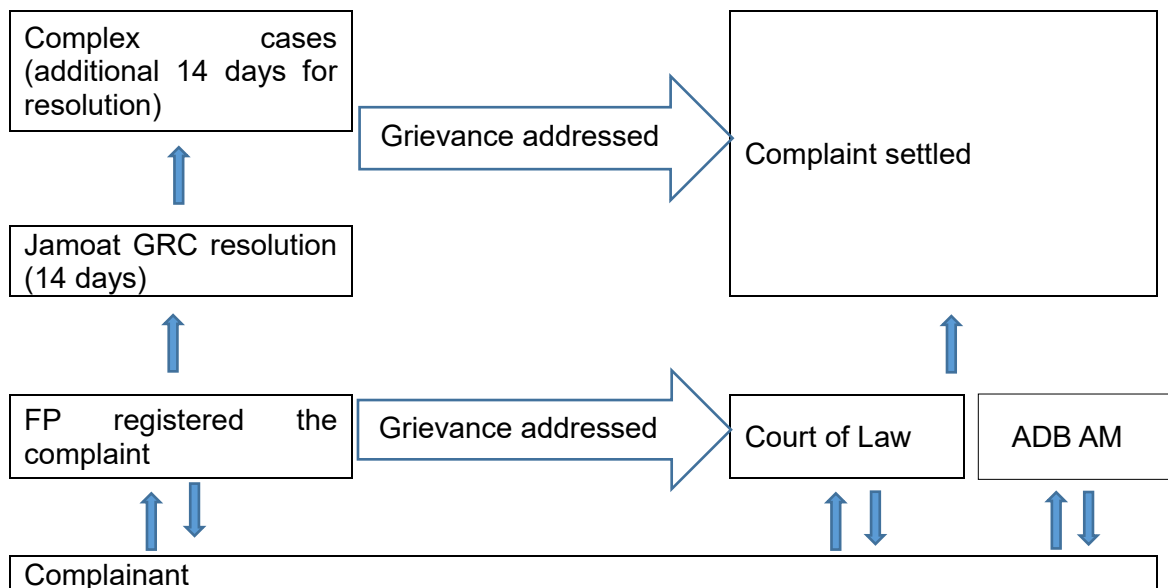 Complex cases
(additional 14 days for
resolution)
Grievance addressed
Complaint settled
Jamoat GRC resolution
(14 days)
FP registered the
complaint
Grievance addressed
Court of Law
ADB AM
Complainant